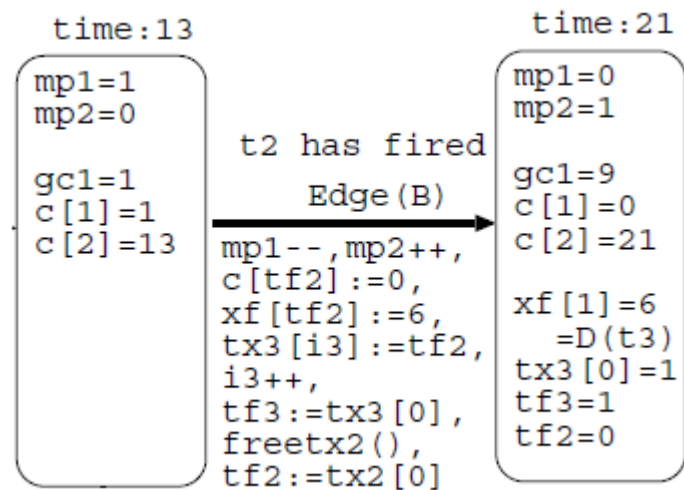 time:13
mp1=1
mp2=0
gc1=1
c[1]=1
c[2]=13
t2 has fired
Edge(B)
mp1--,mp2++,
c[tf2]:=0,
xf[tf2]:=6,
tx3[i3]:=tf2,
i3++,
tf3:=tx3[0],
freetx2(),
tf2:=tx2[0]
time:21
mp1=0
mp2=1
gc1=9
c[1]=0
c[2]=21
xf[1]=6
=D(t3)
tx3[0]=1
tf3=1
tf2=0